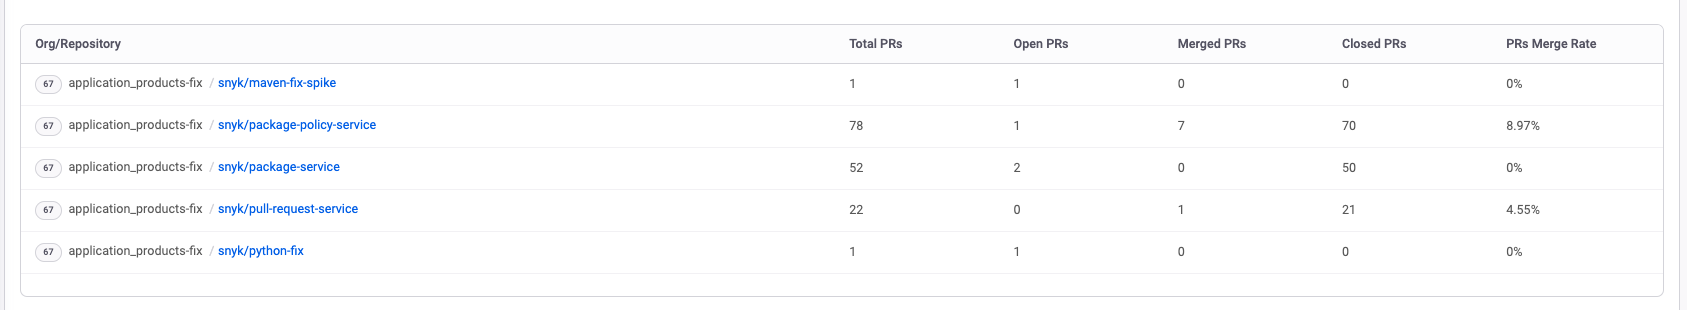 Org/Repository Total PRs Open PRs Merged PRs Closed PRs PRs Merge Rate
67 application_products-fix / snyk/maven-fix-spike 1 1 0 0 0%
67 application_products-fix / snyk/package-policy-service 78 1 7 70 8.97%
67 application_products-fix / snyk/package-service 52 2 0 50 0%
67 application_products-fix / snyk/pull-request-service 22 0 1 21 4.55%
67 application_products-fix / snyk/python-fix 1 1 0 0 0%